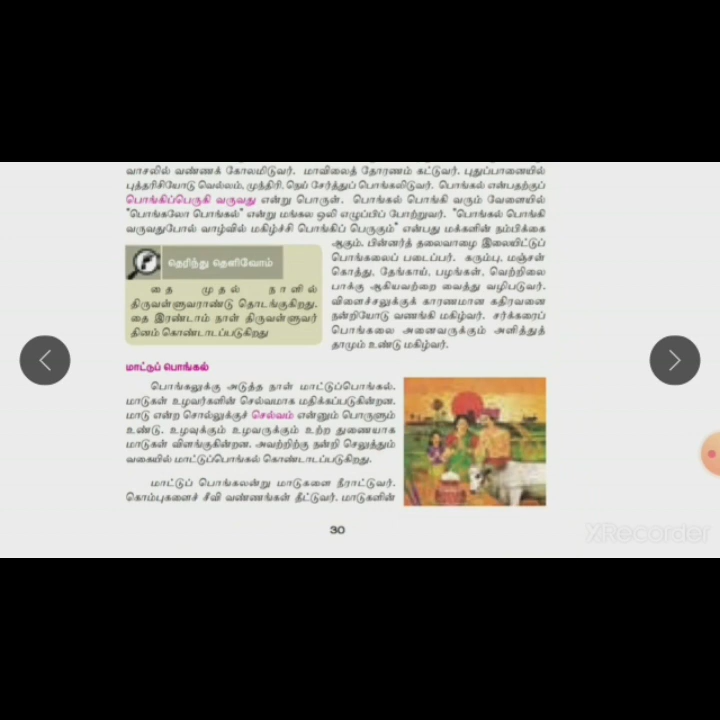 வாசலில் வண்ணக் கோலமிடுவர். மாவிலைத் தோரணம் கட்டுவர். புதுப்பானையில்
புத்தரிசியோடு வெல்லம், முந்திரி, நெய் சேர்த்துப் பொங்கலிடுவர். பொங்கல் என்பதற்குப்
பொங்கிப்பெருகி வருவது என்று பொருள். பொங்கல் பொங்கி வரும் வேளையில்
"பொங்கலோ பொங்கல்" என்று மங்கல ஒலி எழுப்பிப் போற்றுவர். "பொங்கல் பொங்கி
வருவதுபோல் வாழ்வில் மகிழ்ச்சி பொங்கிப் பெருகும்" என்பது மக்களின் நம்பிக்கை
ஆகும். பின்னர்த் தலைவாழை இலையிட்டுப்
பொங்கலைப் படைப்பர். கரும்பு, மஞ்சள்
கொத்து, தேங்காய், பழங்கள், வெற்றிலை
பாக்கு ஆகியவற்றை வைத்து வழிபடுவர்.
விளைச்சலுக்குக் காரணமான கதிரவனை
நன்றியோடு வணங்கி மகிழ்வர். சர்க்கரைப்
பொங்கலை அனைவருக்கும் அளித்துத்
தாமும் உண்டு மகிழ்வர்.
தெரிந்து தெளிவோம்
தை முதல் நாளில்
திருவள்ளுவராண்டு தொடங்குகிறது.
தை இரண்டாம் நாள் திருவள்ளுவர்
தினம் கொண்டாடப்படுகிறது
மாட்டுப் பொங்கல்
பொங்கலுக்கு அடுத்த நாள் மாட்டுப்பொங்கல்.
மாடுகள் உழவர்களின் செல்வமாக மதிக்கப்படுகின்றன.
மாடு என்ற சொல்லுக்குச் செல்வம் என்னும் பொருளும்
உண்டு. உழவுக்கும் உழவருக்கும் உற்ற துணையாக
மாடுகள் விளங்குகின்றன. அவற்றிற்கு நன்றி செலுத்தும்
வகையில் மாட்டுப்பொங்கல் கொண்டாடப்படுகிறது.
மாட்டுப் பொங்கலன்று மாடுகளை நீராட்டுவர்.
கொம்புகளைச் சீவி வண்ணங்கள் தீட்டுவர். மாடுகளின்
30
XRecorder